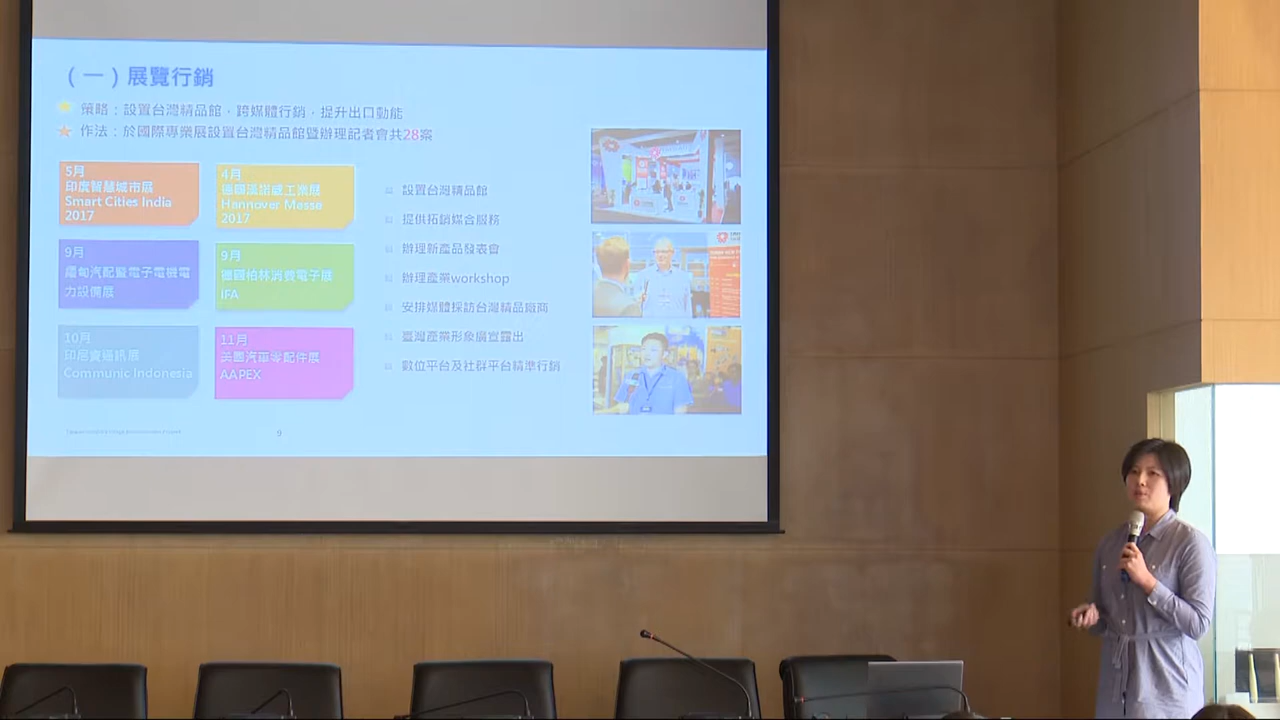 (一)展覽行銷
策略：設置台灣精品館，跨媒體行銷，提升出口動能
作法：於國際專業展設置台灣精品館暨辦理記者會共28案
5月
印度智慧城市展
Smart Cities India
2017
4月
德國漢諾威工業展
Hannover Messe
2017
9月
緬甸汽配暨電子電機電
力設備展
9月
德國柏林消費電子展
IFA
10月
印尼資通訊展
Communic Indonesia
11月
美國汽車零配件展
AAPEX
設置台灣精品館
提供拓銷媒合服務
辦理新產品發表會
辦理產業workshop
安排媒體採訪台灣精品廠商
臺灣產業形象廣宣露出
數位平台及社群平台精準行銷
9